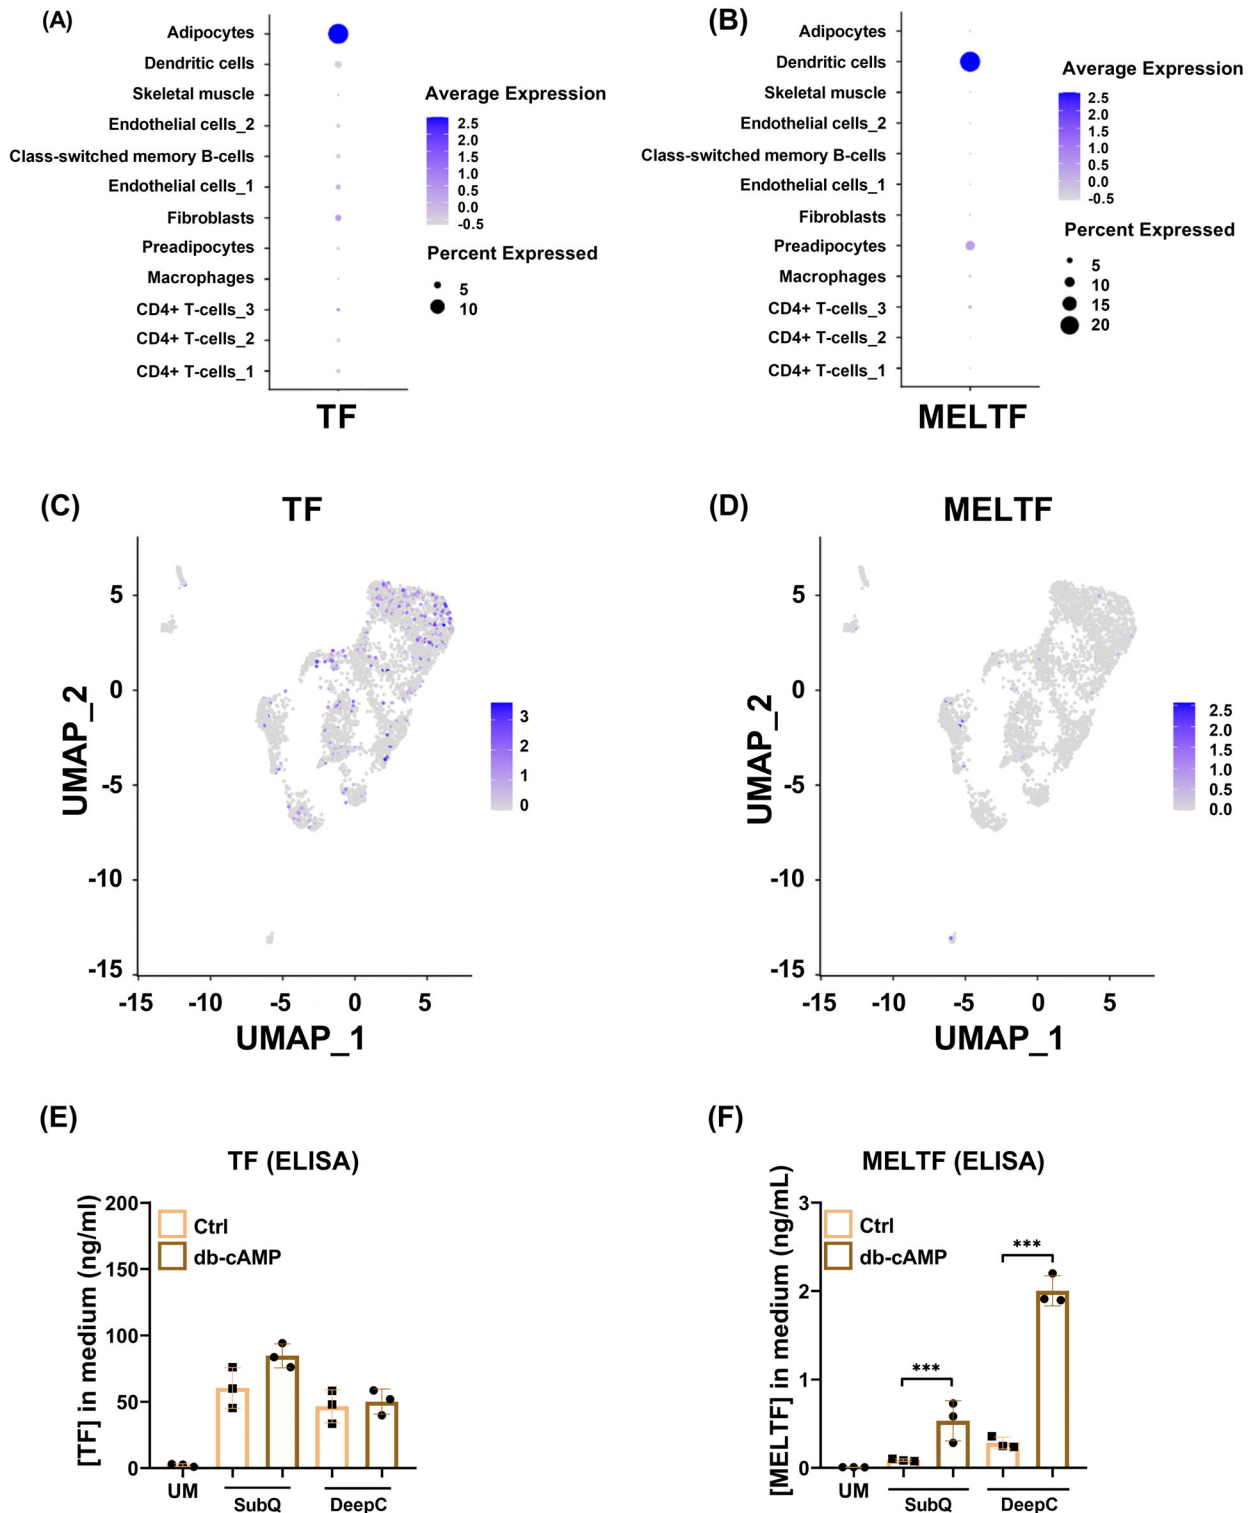 (A)
Adipocytes
Dendritic cells
Skeletal muscle
Endothelial cells_2
Class-switched memory B-cells
Endothelial cells_1
Fibroblasts
Preadipocytes
Macrophages
CD4+ T-cells_3
CD4+ T-cells_2
CD4+ T-cells_1
TF
Average Expression
2.5
2.0
1.5
1.0
0.5
0.0
-0.5
Percent Expressed
5
10
(B)
Adipocytes
Dendritic cells
Skeletal muscle
Endothelial cells_2
Class-switched memory B-cells
Endothelial cells_1
Fibroblasts
Preadipocytes
Macrophages
CD4+ T-cells_3
CD4+ T-cells_2
CD4+ T-cells_1
MELTF
Average Expression
2.5
2.0
1.5
1.0
0.5
0.0
-0.5
Percent Expressed
5
10
15
20
(C)
TF
UMAP_2
5
0
-5
-10
-15
-15 -10 -5 0 5
UMAP_1
3
2
1
0
(D)
MELTF
UMAP_2
5
0
-5
-10
-15
-15 -10 -5 0 5
UMAP_1
2.5
2.0
1.5
1.0
0.5
0.0
(E)
TF (ELISA)
[TF] in medium (ng/ml)
200
150
100
50
0
Ctrl
db-cAMP
UM
SubQ
DeepC
(F)
MELTF (ELISA)
[MELTF] in medium (ng/mL)
3
2
1
0
Ctrl
db-cAMP
***
***
UM
SubQ
DeepC